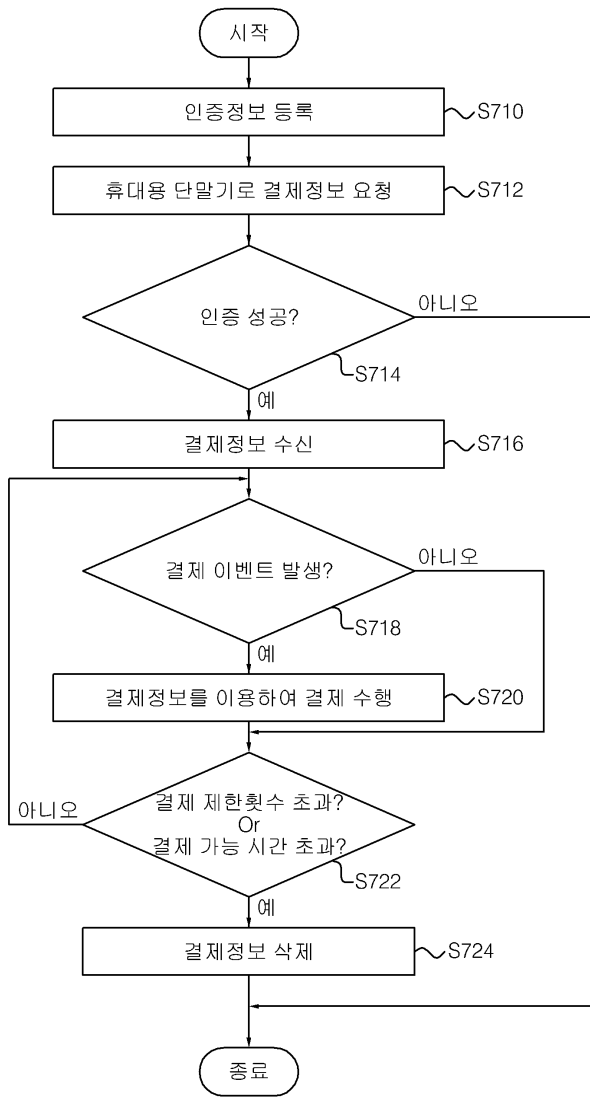 시작
인증정보 등록
S710
휴대용 단말기로 결제정보 요청
S712
인증 성공?
아니오
S714
예
결제정보 수신
S716
결제 이벤트 발생?
아니오
S718
예
결제정보를 이용하여 결제 수행
S720
결제 제한횟수 초과?
Or
결제 가능 시간 초과?
아니오
S722
예
결제정보 삭제
S724
종료